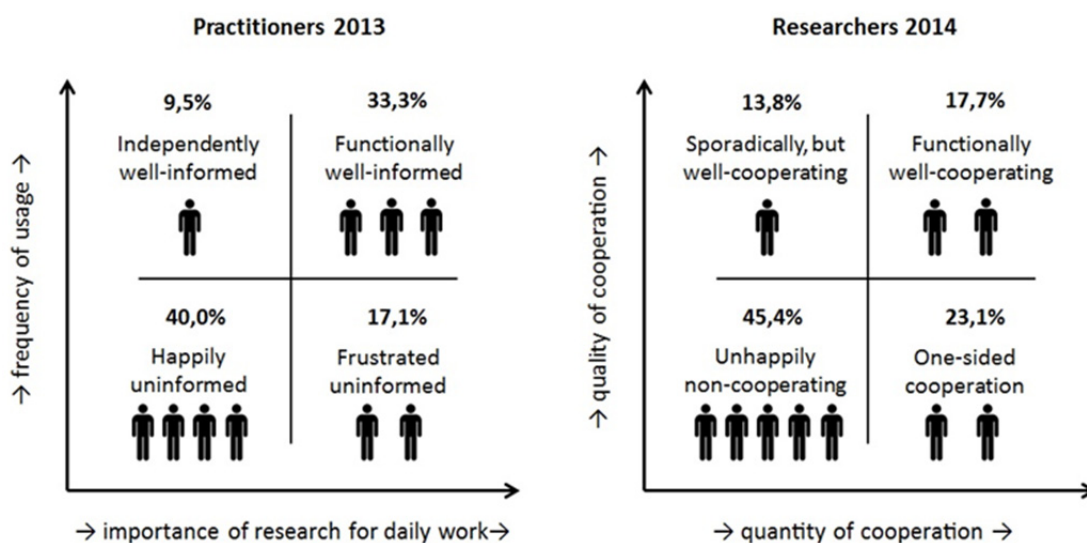 Practitioners 2013
→ frequency of usage →
9,5%
Independently
well-informed
33,3%
Functionally
well-informed
40,0%
Happily
uninformed
17,1%
Frustrated
uninformed
→ importance of research for daily work→
Researchers 2014
→ quality of cooperation →
13,8%
Sporadically, but
well-cooperating
17,7%
Functionally
well-cooperating
45,4%
Unhappily
non-cooperating
23,1%
One-sided
cooperation
→ quantity of cooperation →